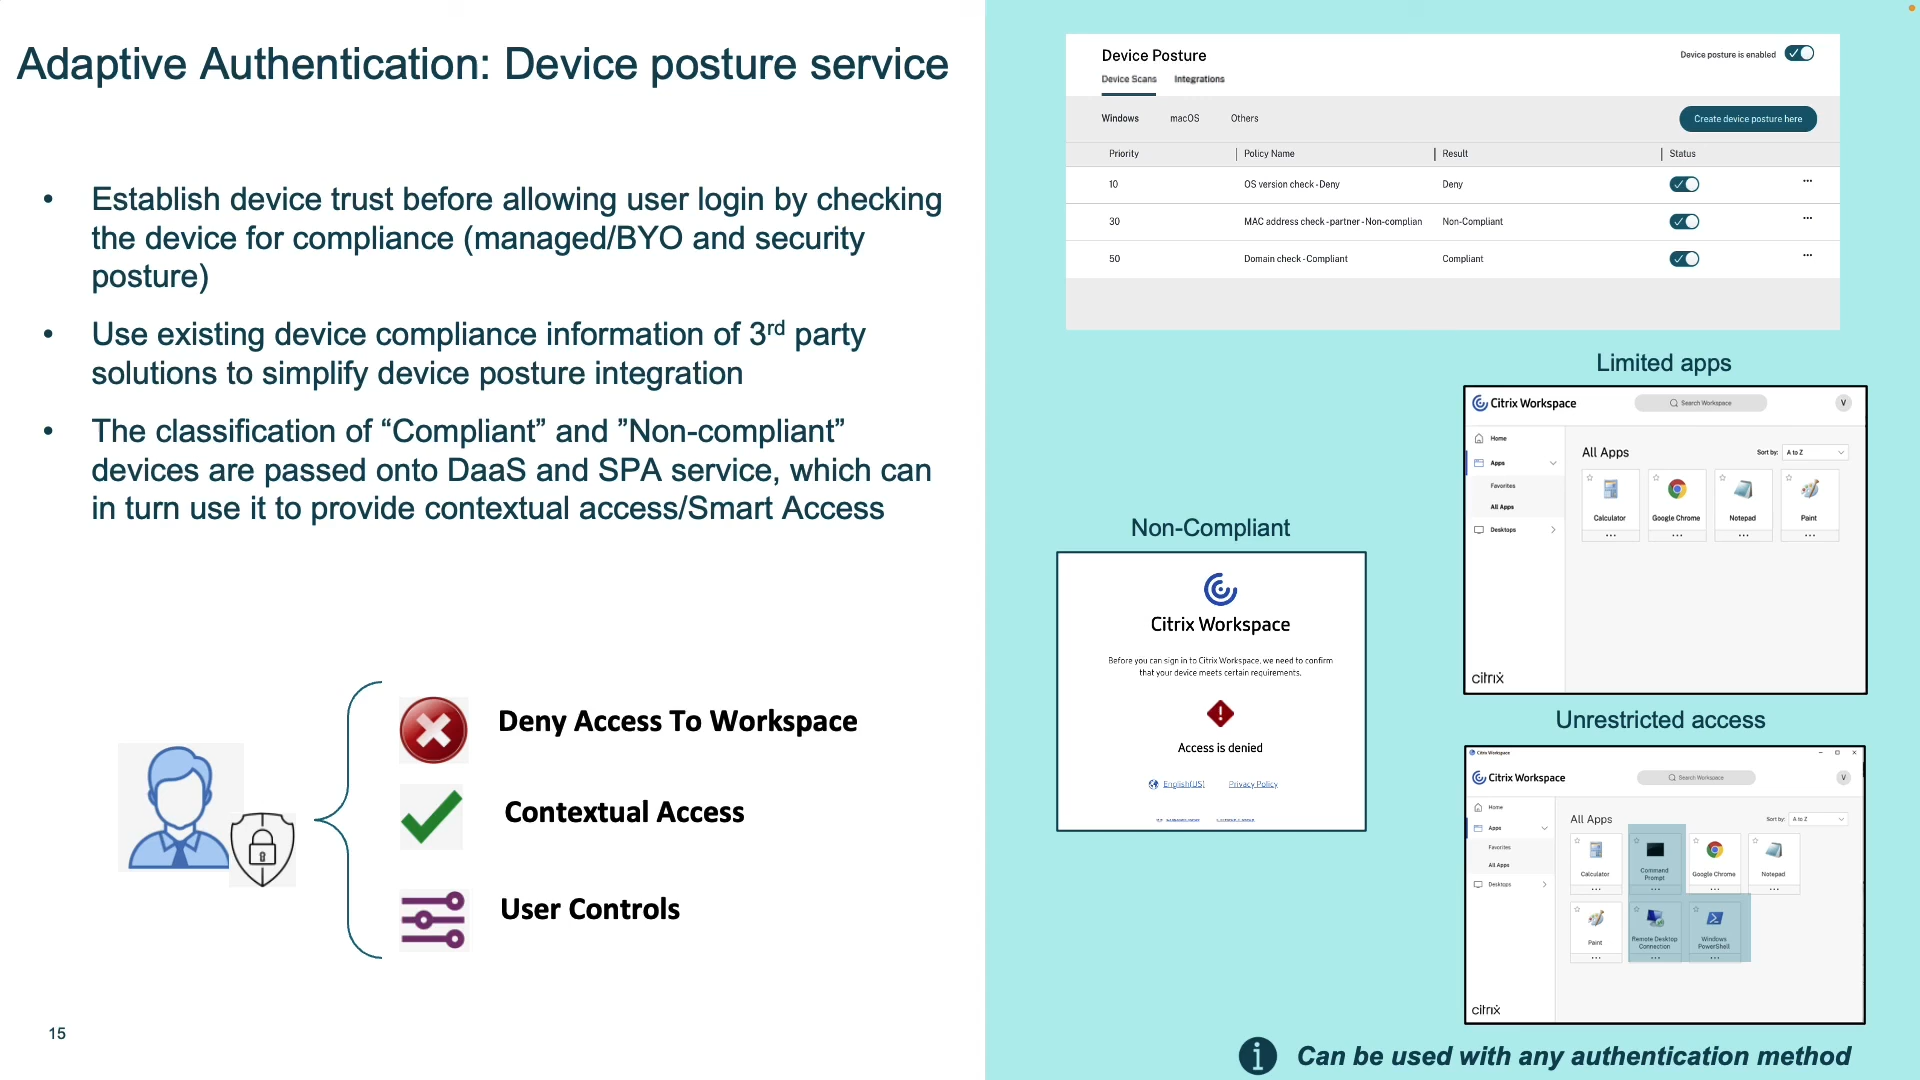 Adaptive Authentication: Device posture service
• Establish device trust before allowing user login by checking
the device for compliance (managed/BYO and security
posture)
• Use existing device compliance information of 3rd party
solutions to simplify device posture integration
• The classification of “Compliant” and ”Non-compliant”
devices are passed onto DaaS and SPA service, which can
in turn use it to provide contextual access/Smart Access
Deny Access To Workspace
Contextual Access
User Controls
15
Device Posture
Device posture is enabled
Device Scans Integrations
Windows macOS Others
Create device posture here
Priority Policy Name Result Status
10 OS version check-Deny Deny
30 MAC address check-partner-Non-complian Non-Compliant
50 Domain check-Compliant Compliant
Non-Compliant
Citrix Workspace
Before you can sign in to Citrix Workspace, we need to confirm
that your device meets certain requirements.
Access is denied
English(US) Privacy Policy
Limited apps
Citrix Workspace Search Workspace V
Home
Apps
Favorites
All Apps
Desktops
All Apps Sort by: A to Z
Calculator Google Chrome Notepad Paint
citrix
Unrestricted access
Citrix Workspace
Citrix Workspace Search Workspace V
Home
Apps
Favorites
All Apps
Desktops
All Apps Sort by: A to Z
Calculator Command Prompt Google Chrome Notepad
Paint Remote Desktop Connection Windows PowerShell
citrix
Can be used with any authentication method